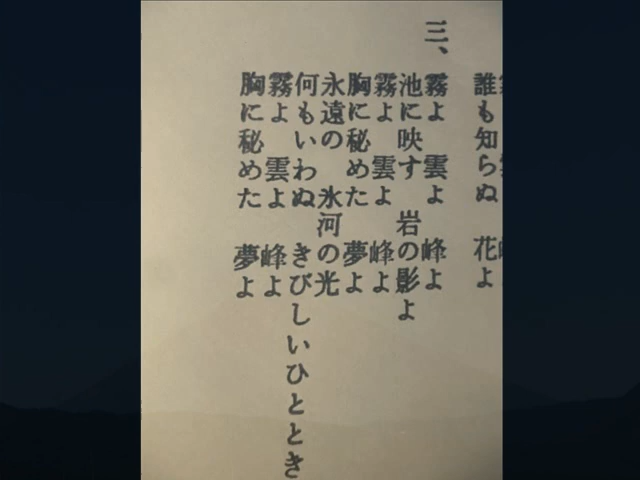 誰も知らぬ 花よ
三、
霧よ 雲よ 峰よ
池に映す 岩の影よ
霧よ 雲よ 峰よ
胸に秘めた 夢よ
永遠の 氷河の光
何もいわぬ きびしいひととき
霧よ 雲よ 峰よ
胸に秘めた 夢よ